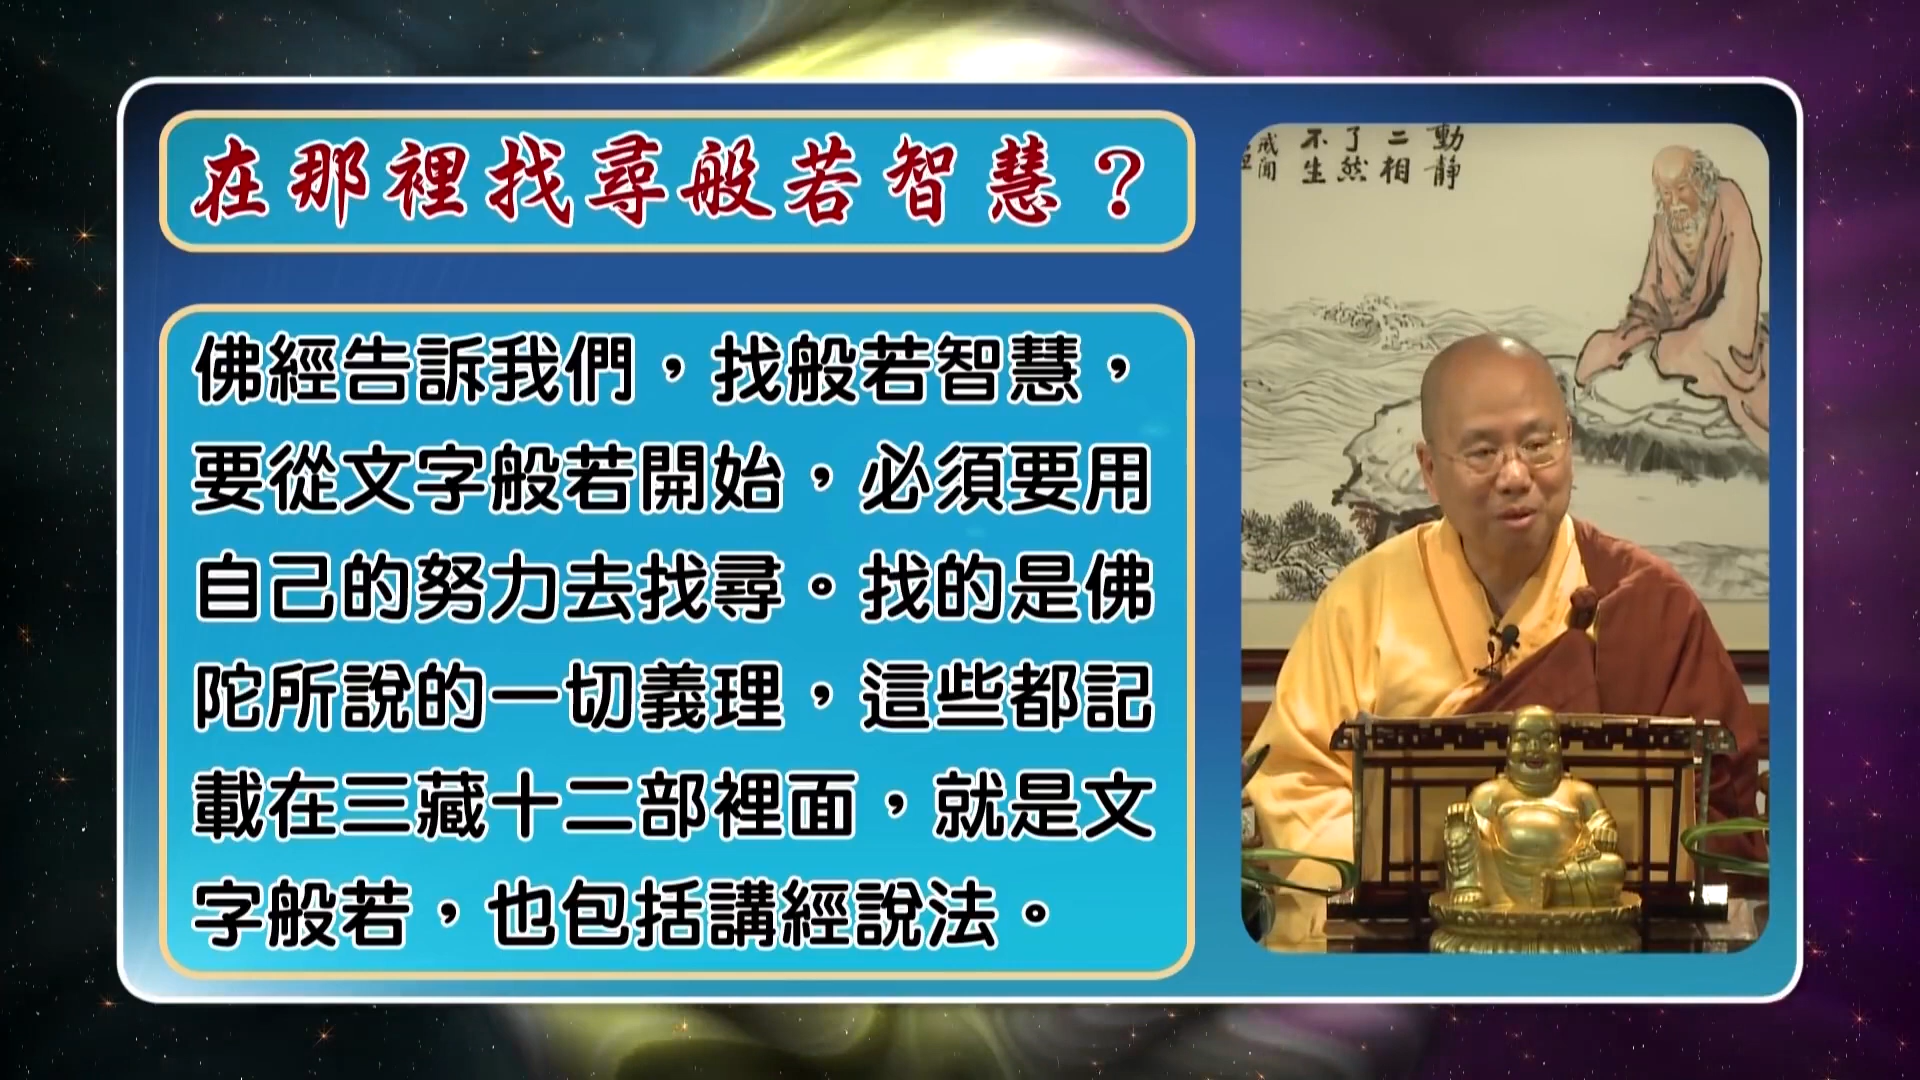 在那裡找尋般若智慧？
佛經告訴我們，找般若智慧，
要從文字般若開始，必須要用
自己的努力去找尋。找的是佛
陀所說的一切義理，這些都記
載在三藏十二部裡面，就是文
字般若，也包括講經說法。
動靜
二相
了然
不生
戒聞